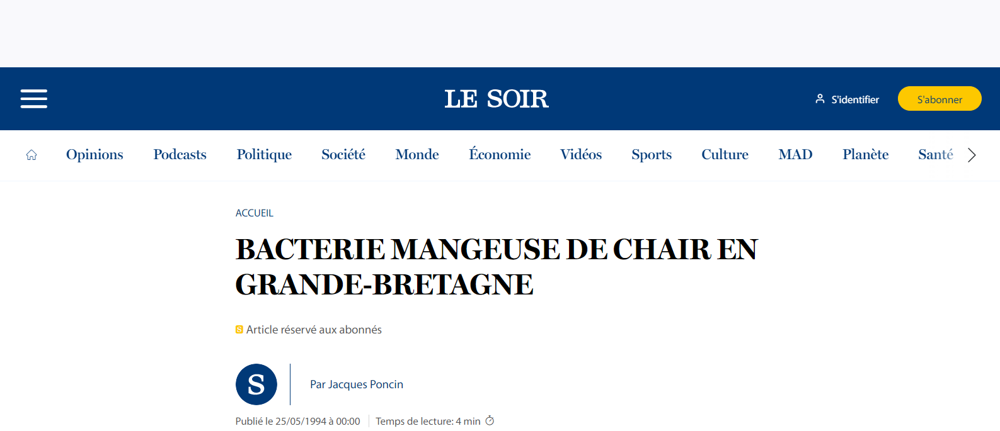 LE SOIR
S'identifier
S'abonner
Opinions Podcasts Politique Société Monde Économie Vidéos Sports Culture MAD Planète Santé
ACCUEIL
BACTERIE MANGEUSE DE CHAIR EN
GRANDE-BRETAGNE
S Article réservé aux abonnés
S
Par Jacques Poncin
Publié le 25/05/1994 à 00:00 Temps de lecture: 4 min